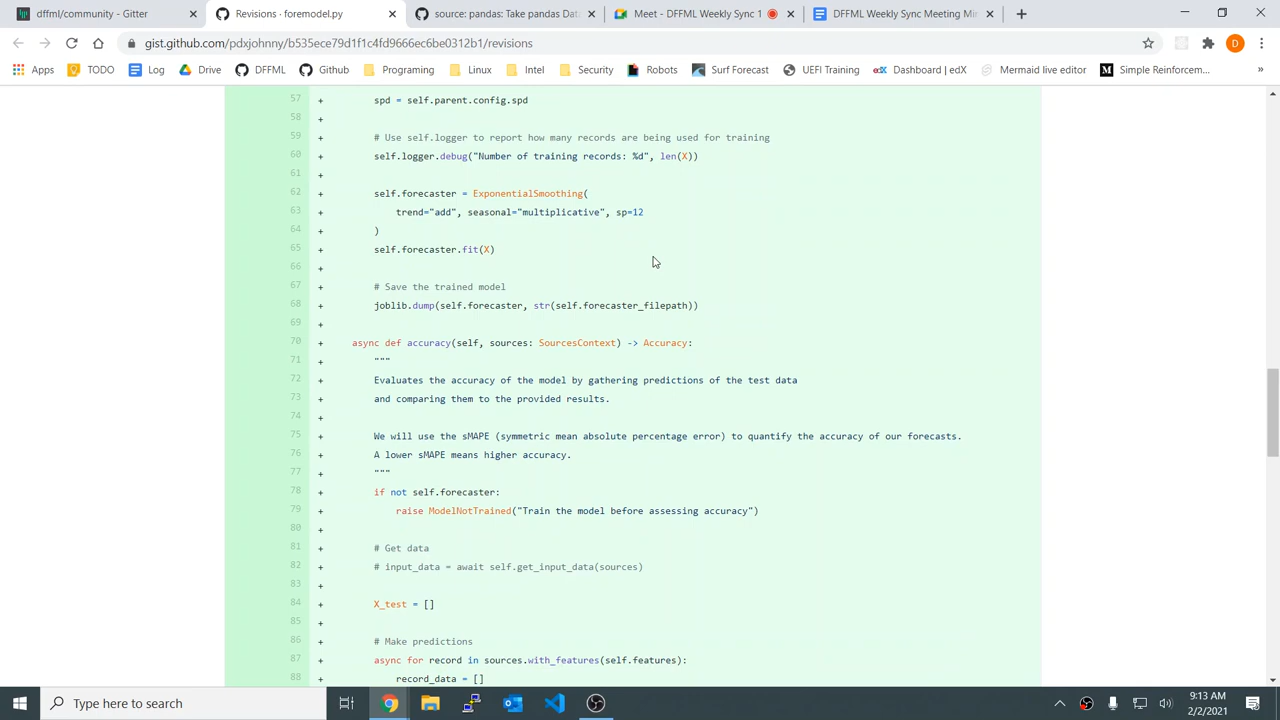 dffml/community - Gitter
Revisions · foremodel.py
source: pandas: Take pandas Dat
Meet - DFFML Weekly Sync 1
DFFML Weekly Sync Meeting Min
gist.github.com/pdxjohnny/b535ece79d1f1c4fd9666ec6be0312b1/revisions
D
Apps
TODO
Log
Drive
DFFML
Github
Programing
Linux
Intel
Security
Robots
Surf Forecast
UEFI Training
Dashboard | edX
Mermaid live editor
Simple Reinforcem...
»
57 + spd = self.parent.config.spd
58 +
59 + # Use self.logger to report how many records are being used for training
60 + self.logger.debug("Number of training records: %d", len(X))
61 +
62 + self.forecaster = ExponentialSmoothing(
63 + trend="add", seasonal="multiplicative", sp=12
64 + )
65 + self.forecaster.fit(X)
66 +
67 + # Save the trained model
68 + joblib.dump(self.forecaster, str(self.forecaster_filepath))
69 +
70 + async def accuracy(self, sources: SourcesContext) -> Accuracy:
71 + """
72 + Evaluates the accuracy of the model by gathering predictions of the test data
73 + and comparing them to the provided results.
74 +
75 + We will use the sMAPE (symmetric mean absolute percentage error) to quantify the accuracy of our forecasts.
76 + A lower sMAPE means higher accuracy.
77 + """
78 + if not self.forecaster:
79 + raise ModelNotTrained("Train the model before assessing accuracy")
80 +
81 + # Get data
82 + # input_data = await self.get_input_data(sources)
83 +
84 + X_test = []
85 +
86 + # Make predictions
87 + async for record in sources.with_features(self.features):
88 + record_data = []
Type here to search
9:13 AM
2/2/2021